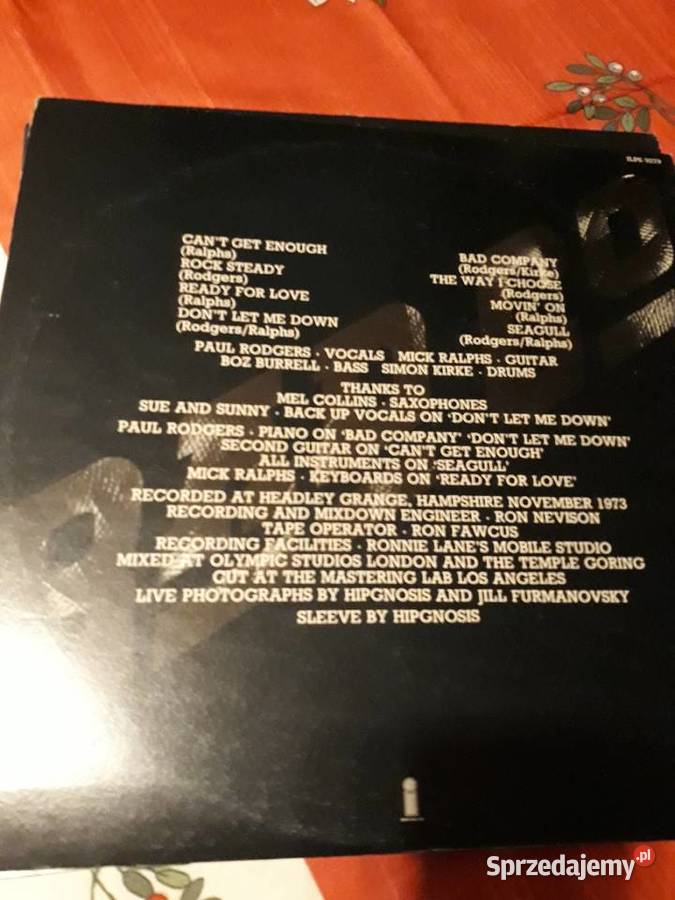 ILPS 9279
CAN'T GET ENOUGH
(Ralphs)
ROCK STEADY
(Rodgers)
READY FOR LOVE
(Ralphs)
DON'T LET ME DOWN
(Rodgers/Ralphs)
BAD COMPANY
(Rodgers/Kirke)
THE WAY I CHOOSE
(Rodgers)
MOVIN' ON
(Ralphs)
SEAGULL
(Rodgers/Ralphs)
PAUL RODGERS · VOCALS MICK RALPHS · GUITAR
BOZ BURRELL · BASS SIMON KIRKE · DRUMS
THANKS TO
MEL COLLINS · SAXOPHONES
SUE AND SUNNY · BACK UP VOCALS ON 'DON'T LET ME DOWN'
PAUL RODGERS · PIANO ON 'BAD COMPANY' 'DON'T LET ME DOWN'
SECOND GUITAR ON 'CAN'T GET ENOUGH'
ALL INSTRUMENTS ON 'SEAGULL'
MICK RALPHS · KEYBOARDS ON 'READY FOR LOVE'
RECORDED AT HEADLEY GRANGE, HAMPSHIRE NOVEMBER 1973
RECORDING AND MIXDOWN ENGINEER · RON NEVISON
TAPE OPERATOR · RON FAWCUS
RECORDING FACILITIES · RONNIE LANE'S MOBILE STUDIO
MIXED AT OLYMPIC STUDIOS LONDON AND THE TEMPLE GORING
CUT AT THE MASTERING LAB LOS ANGELES
LIVE PHOTOGRAPHS BY HIPGNOSIS AND JILL FURMANOVSKY
SLEEVE BY HIPGNOSIS
i
Sprzedajemy.pl